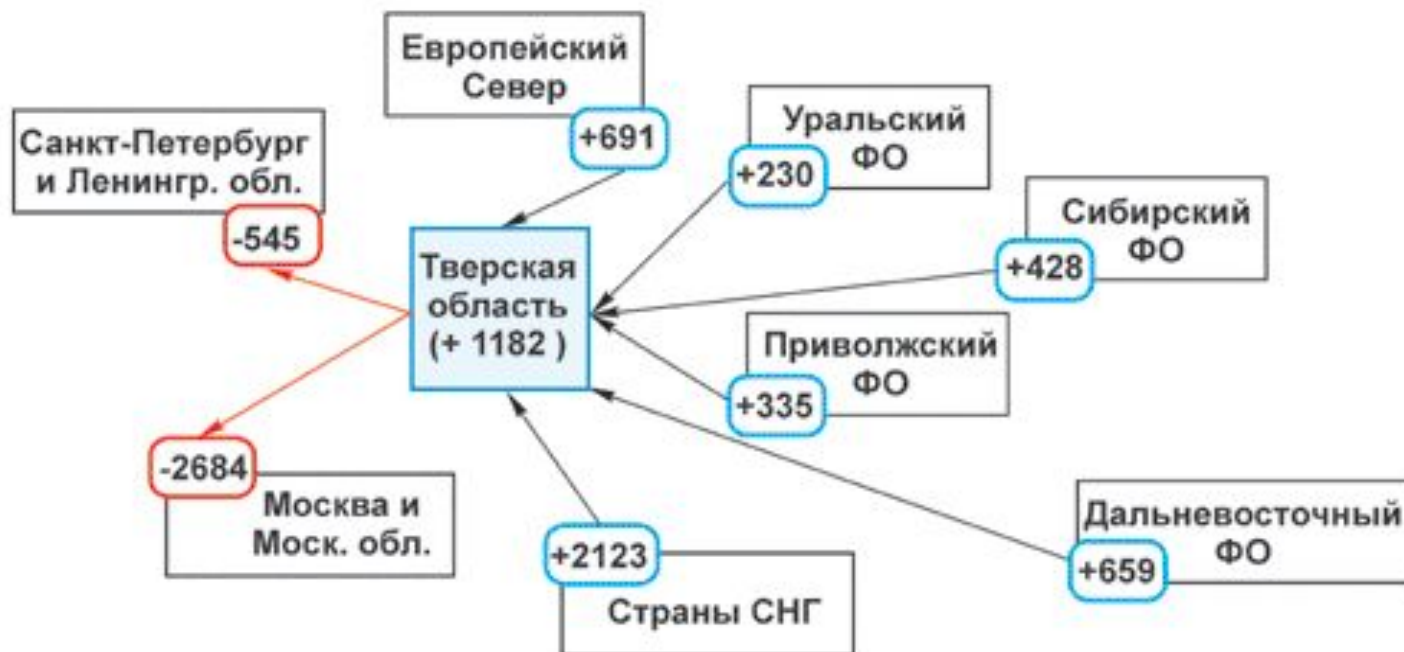 Европейский
Север
+691
Уральский
ФО
+230
Санкт-Петербург
и Ленингр. обл.
-545
Сибирский
ФО
+428
Тверская
область
(+ 1182 )
Приволжский
ФО
+335
-2684
Москва и
Моск. обл.
+2123
Страны СНГ
Дальневосточный
ФО
+659